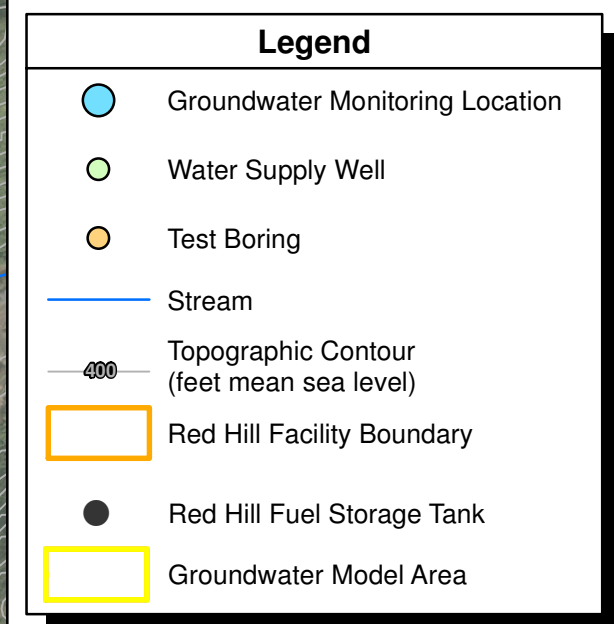 Legend
Groundwater Monitoring Location
Water Supply Well
Test Boring
Stream
400
Topographic Contour
(feet mean sea level)
Red Hill Facility Boundary
Red Hill Fuel Storage Tank
Groundwater Model Area